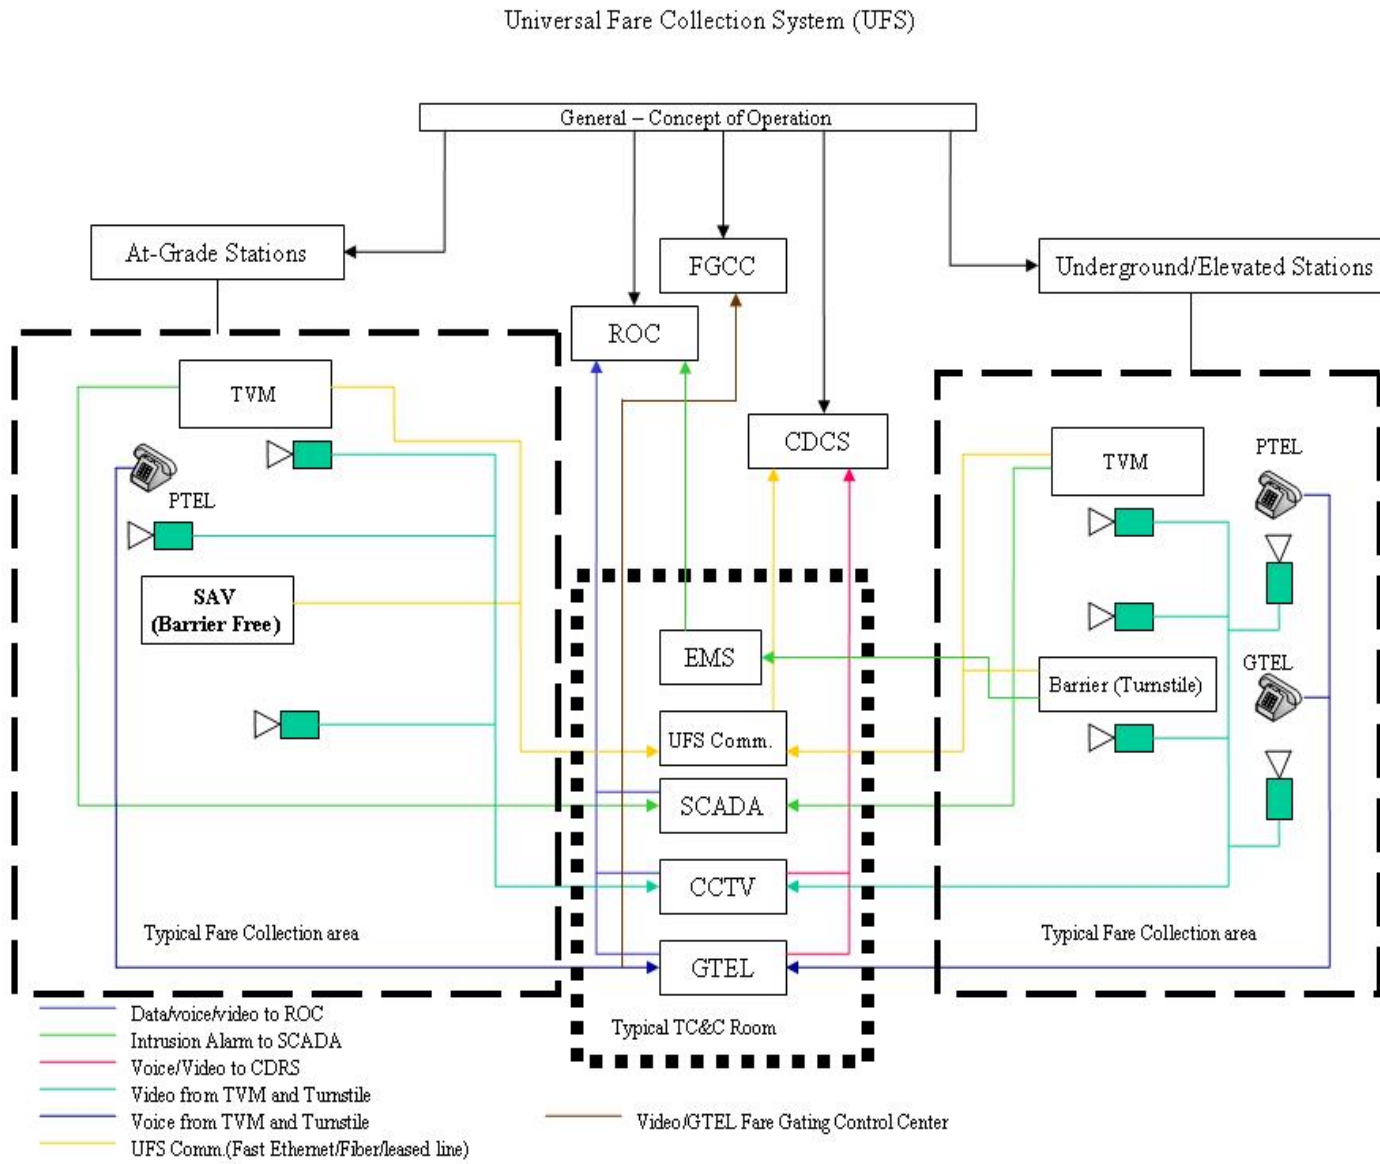 Universal Fare Collection System (UFS)
General – Concept of Operation
At-Grade Stations
FGCC
Underground/Elevated Stations
ROC
TVM
CDCS
TVM
PTEL
PTEL
SAV
(Barrier Free)
EMS
GTEL
Barrier (Turnstile)
UFS Comm.
SCADA
CCTV
Typical Fare Collection area
Typical Fare Collection area
GTEL
Typical TC&C Room
Data/voice/video to ROC
Intrusion Alarm to SCADA
Voice/Video to CDRS
Video from TVM and Turnstile
Voice from TVM and Turnstile
Video/GTEL Fare Gating Control Center
UFS Comm.(Fast Ethernet/Fiber/leased line)